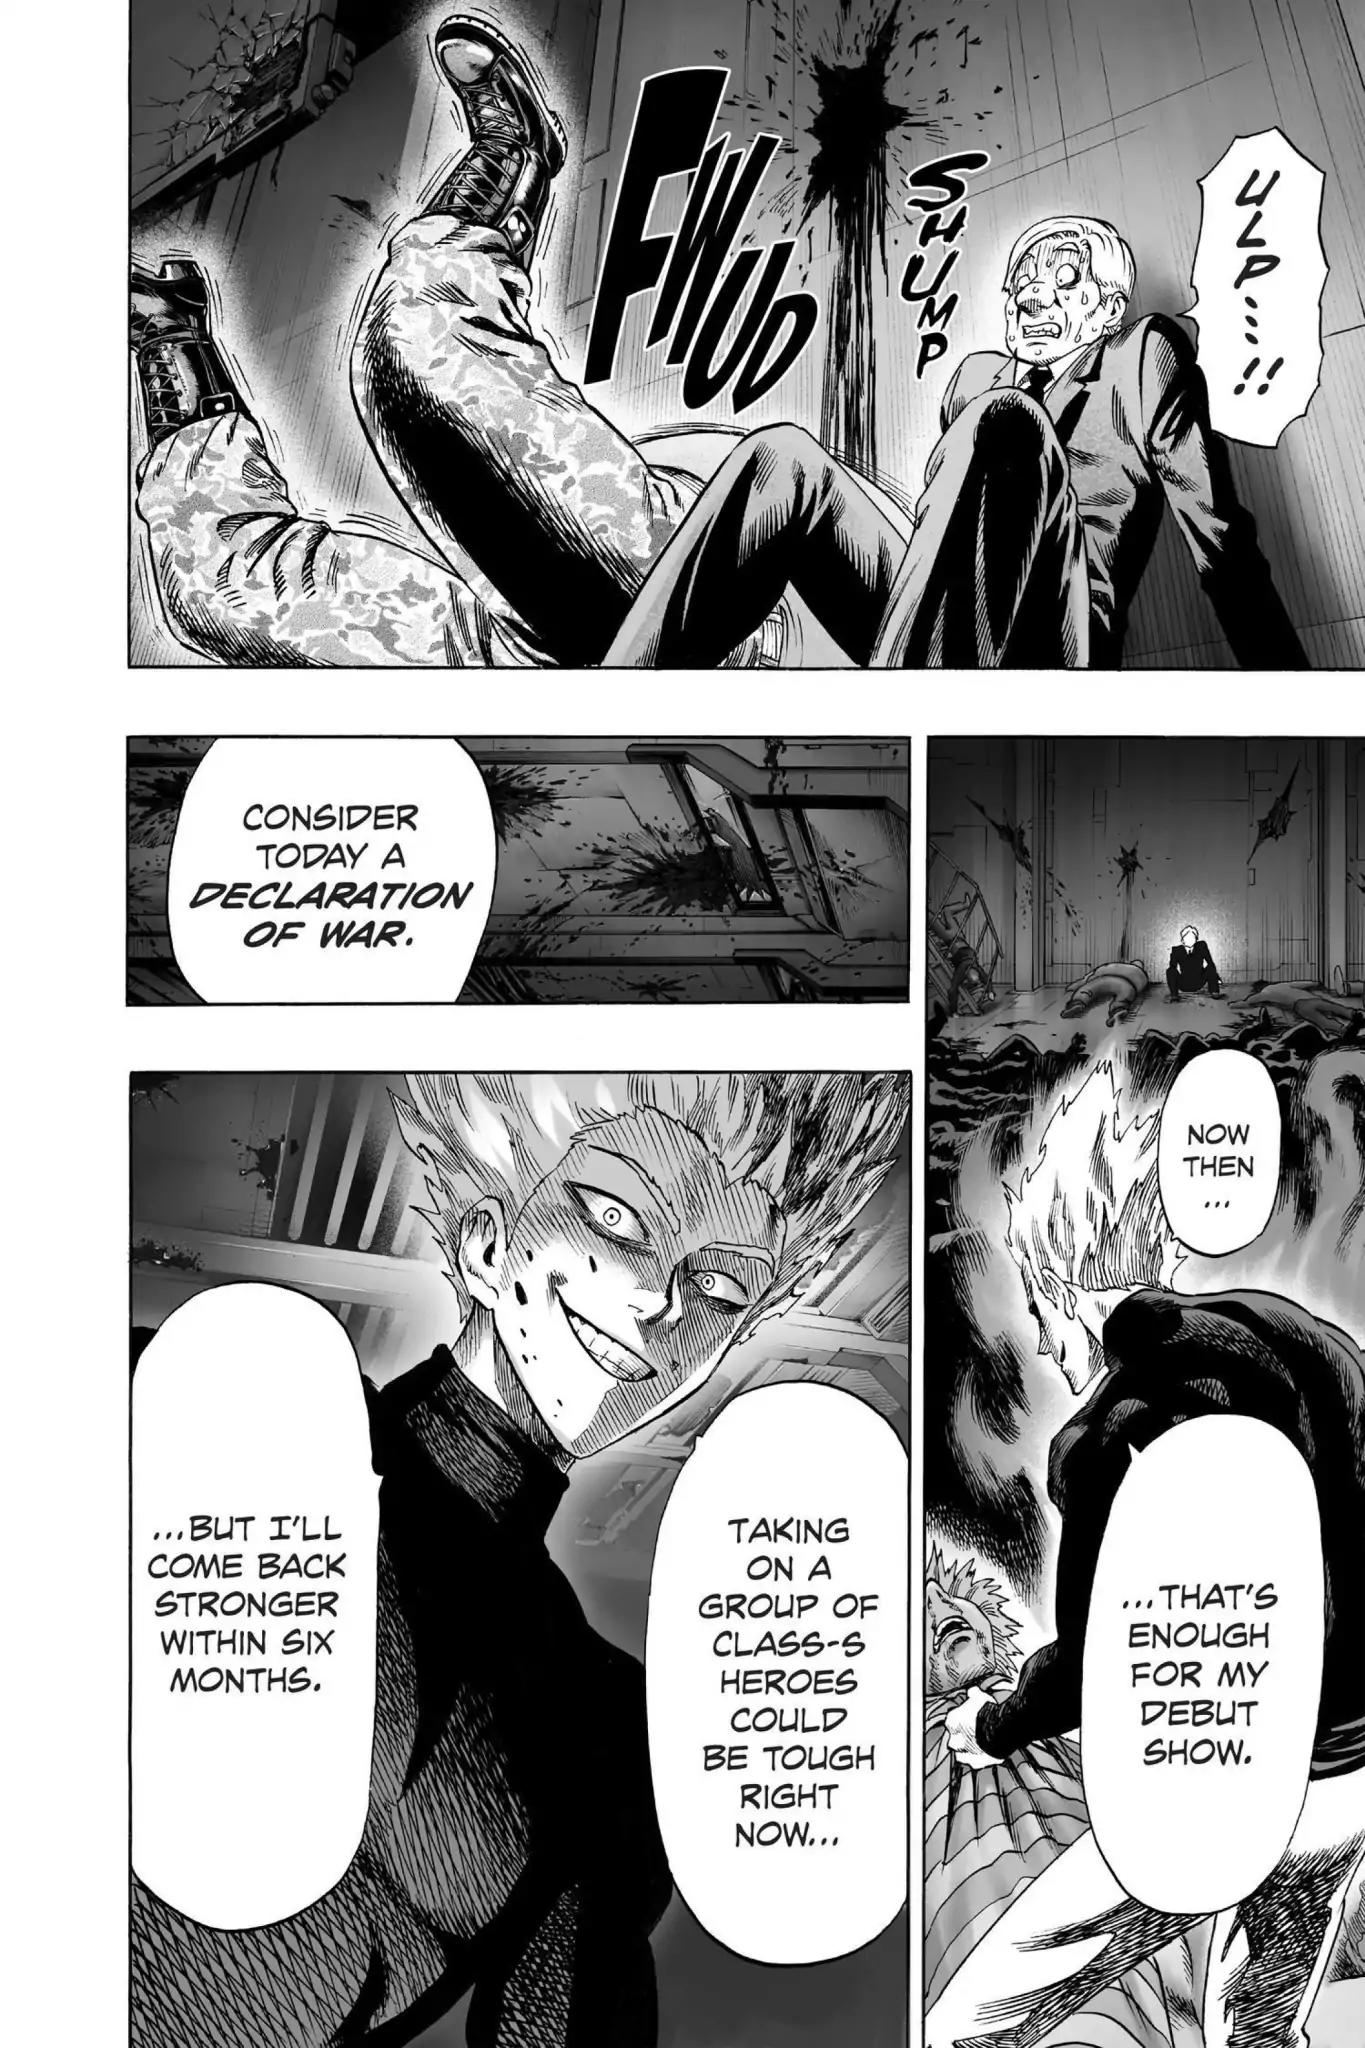 ULP...!!
SHUMP
FWUD
NOW
THEN
...
...THAT'S
ENOUGH
FOR MY
DEBUT
SHOW.
CONSIDER
TODAY A
DECLARATION
OF WAR.
TAKING
ON A
GROUP OF
CLASS-S
HEROES
COULD
BE TOUGH
RIGHT
NOW...
...BUT I'LL
COME BACK
STRONGER
WITHIN SIX
MONTHS.